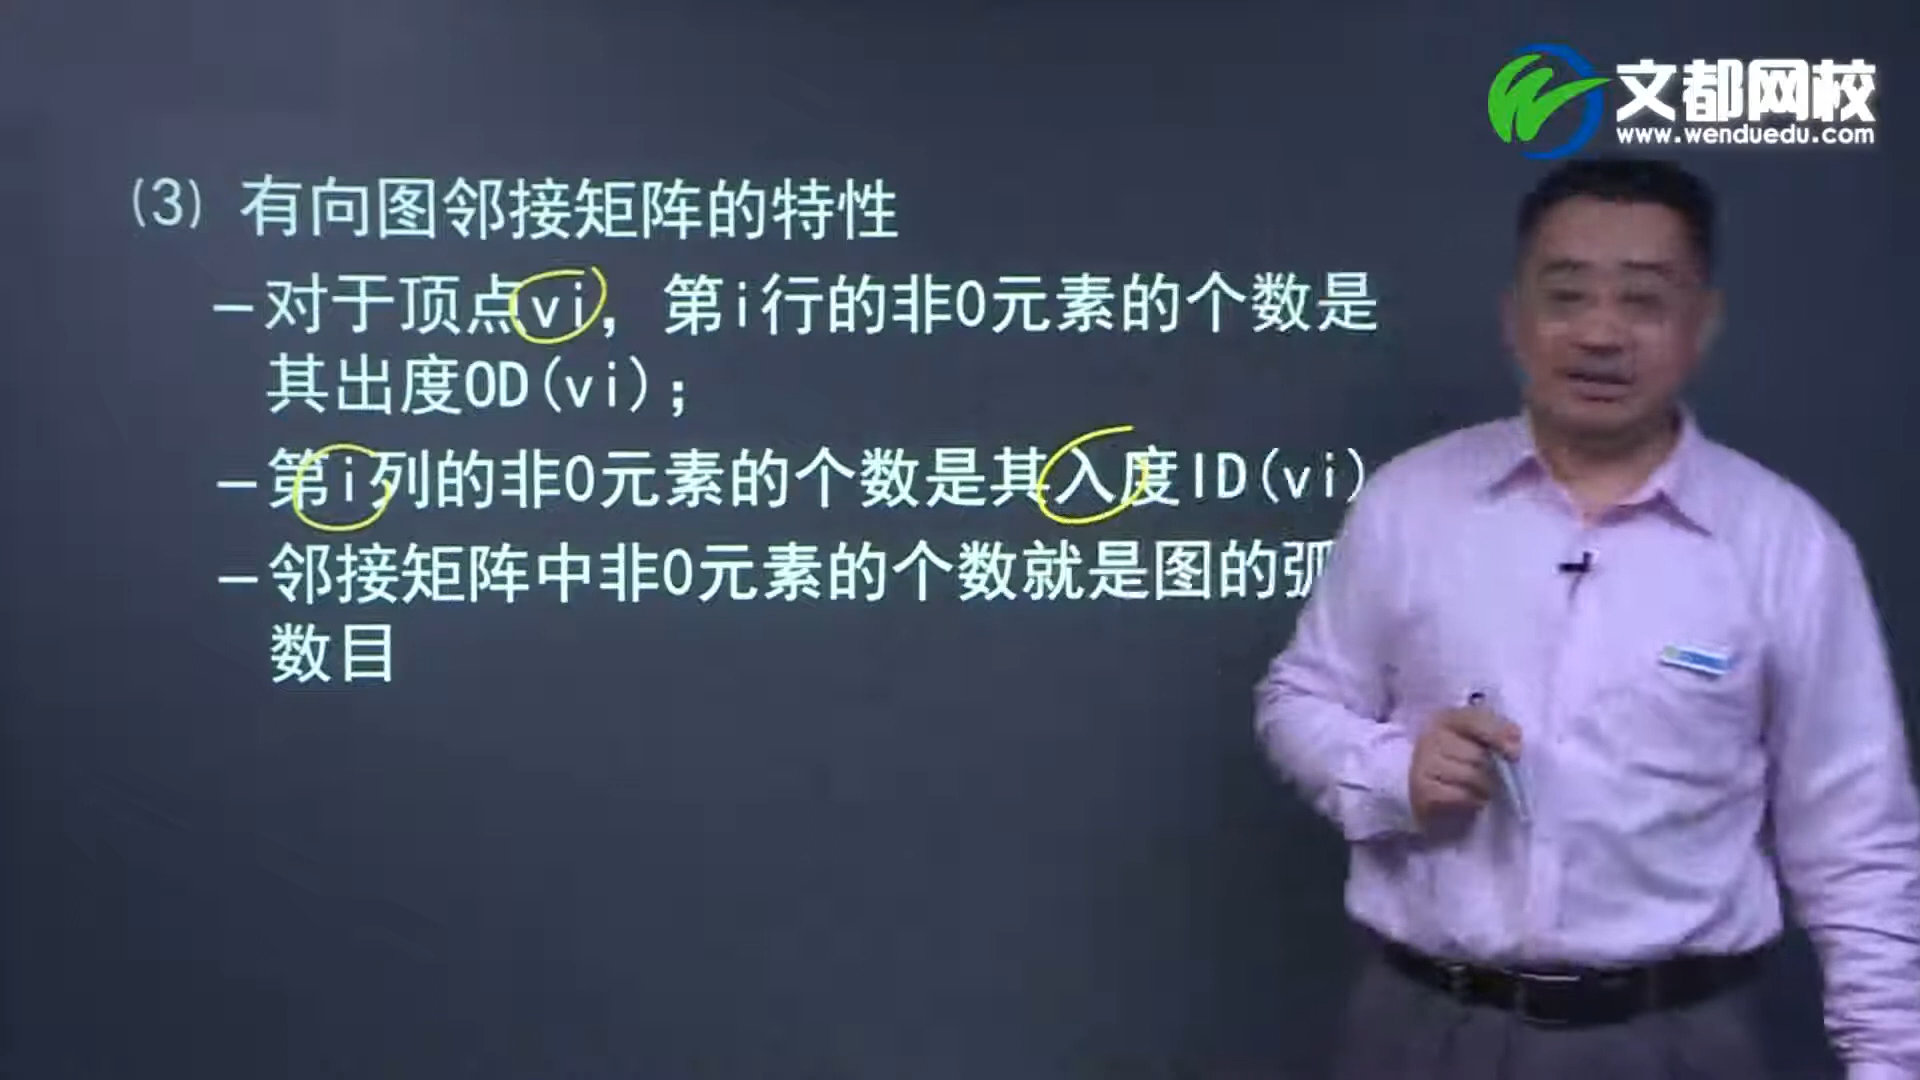 文都网校
www.wenduedu.com
(3) 有向图邻接矩阵的特性
–对于顶点vi，第i行的非0元素的个数是
其出度OD(vi)；
–第i列的非0元素的个数是其入度ID(vi)
–邻接矩阵中非0元素的个数就是图的弧
数目